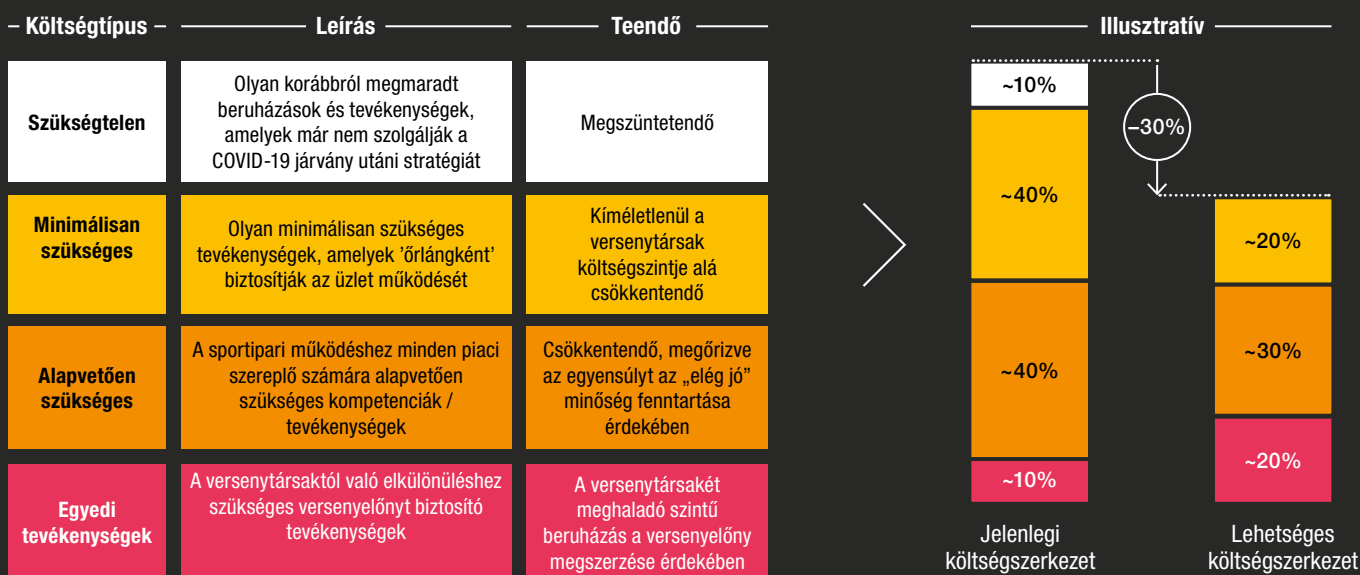 Költségtípus
Leírás
Teendő
Illusztratív
Szükségtelen
Olyan korábbról megmaradt
beruházások és tevékenységek,
amelyek már nem szolgálják a
COVID-19 járvány utáni stratégiát
Megszüntetendő
Minimálisan
szükséges
Olyan minimálisan szükséges
tevékenységek, amelyek 'őrlángként'
biztosítják az üzlet működését
Kíméletlenül a
versenytársak
költségszintje alá
csökkentendő
Alapvetően
szükséges
A sportipari működéshez minden piaci
szereplő számára alapvetően
szükséges kompetenciák /
tevékenységek
Csökkentendő, megőrizve
az egyensúlyt az „elég jó”
minőség fenntartása
érdekében
Egyedi
tevékenységek
A versenytársaktól való elkülönüléshez
szükséges versenyelőnyt biztosító
tevékenységek
A versenytársakét
meghaladó szintű
beruházás a versenyelőny
megszerzése érdekében
~10%
~40%
~40%
~10%
Jelenlegi
költségszerkezet
–30%
~20%
~30%
~20%
Lehetséges
költségszerkezet